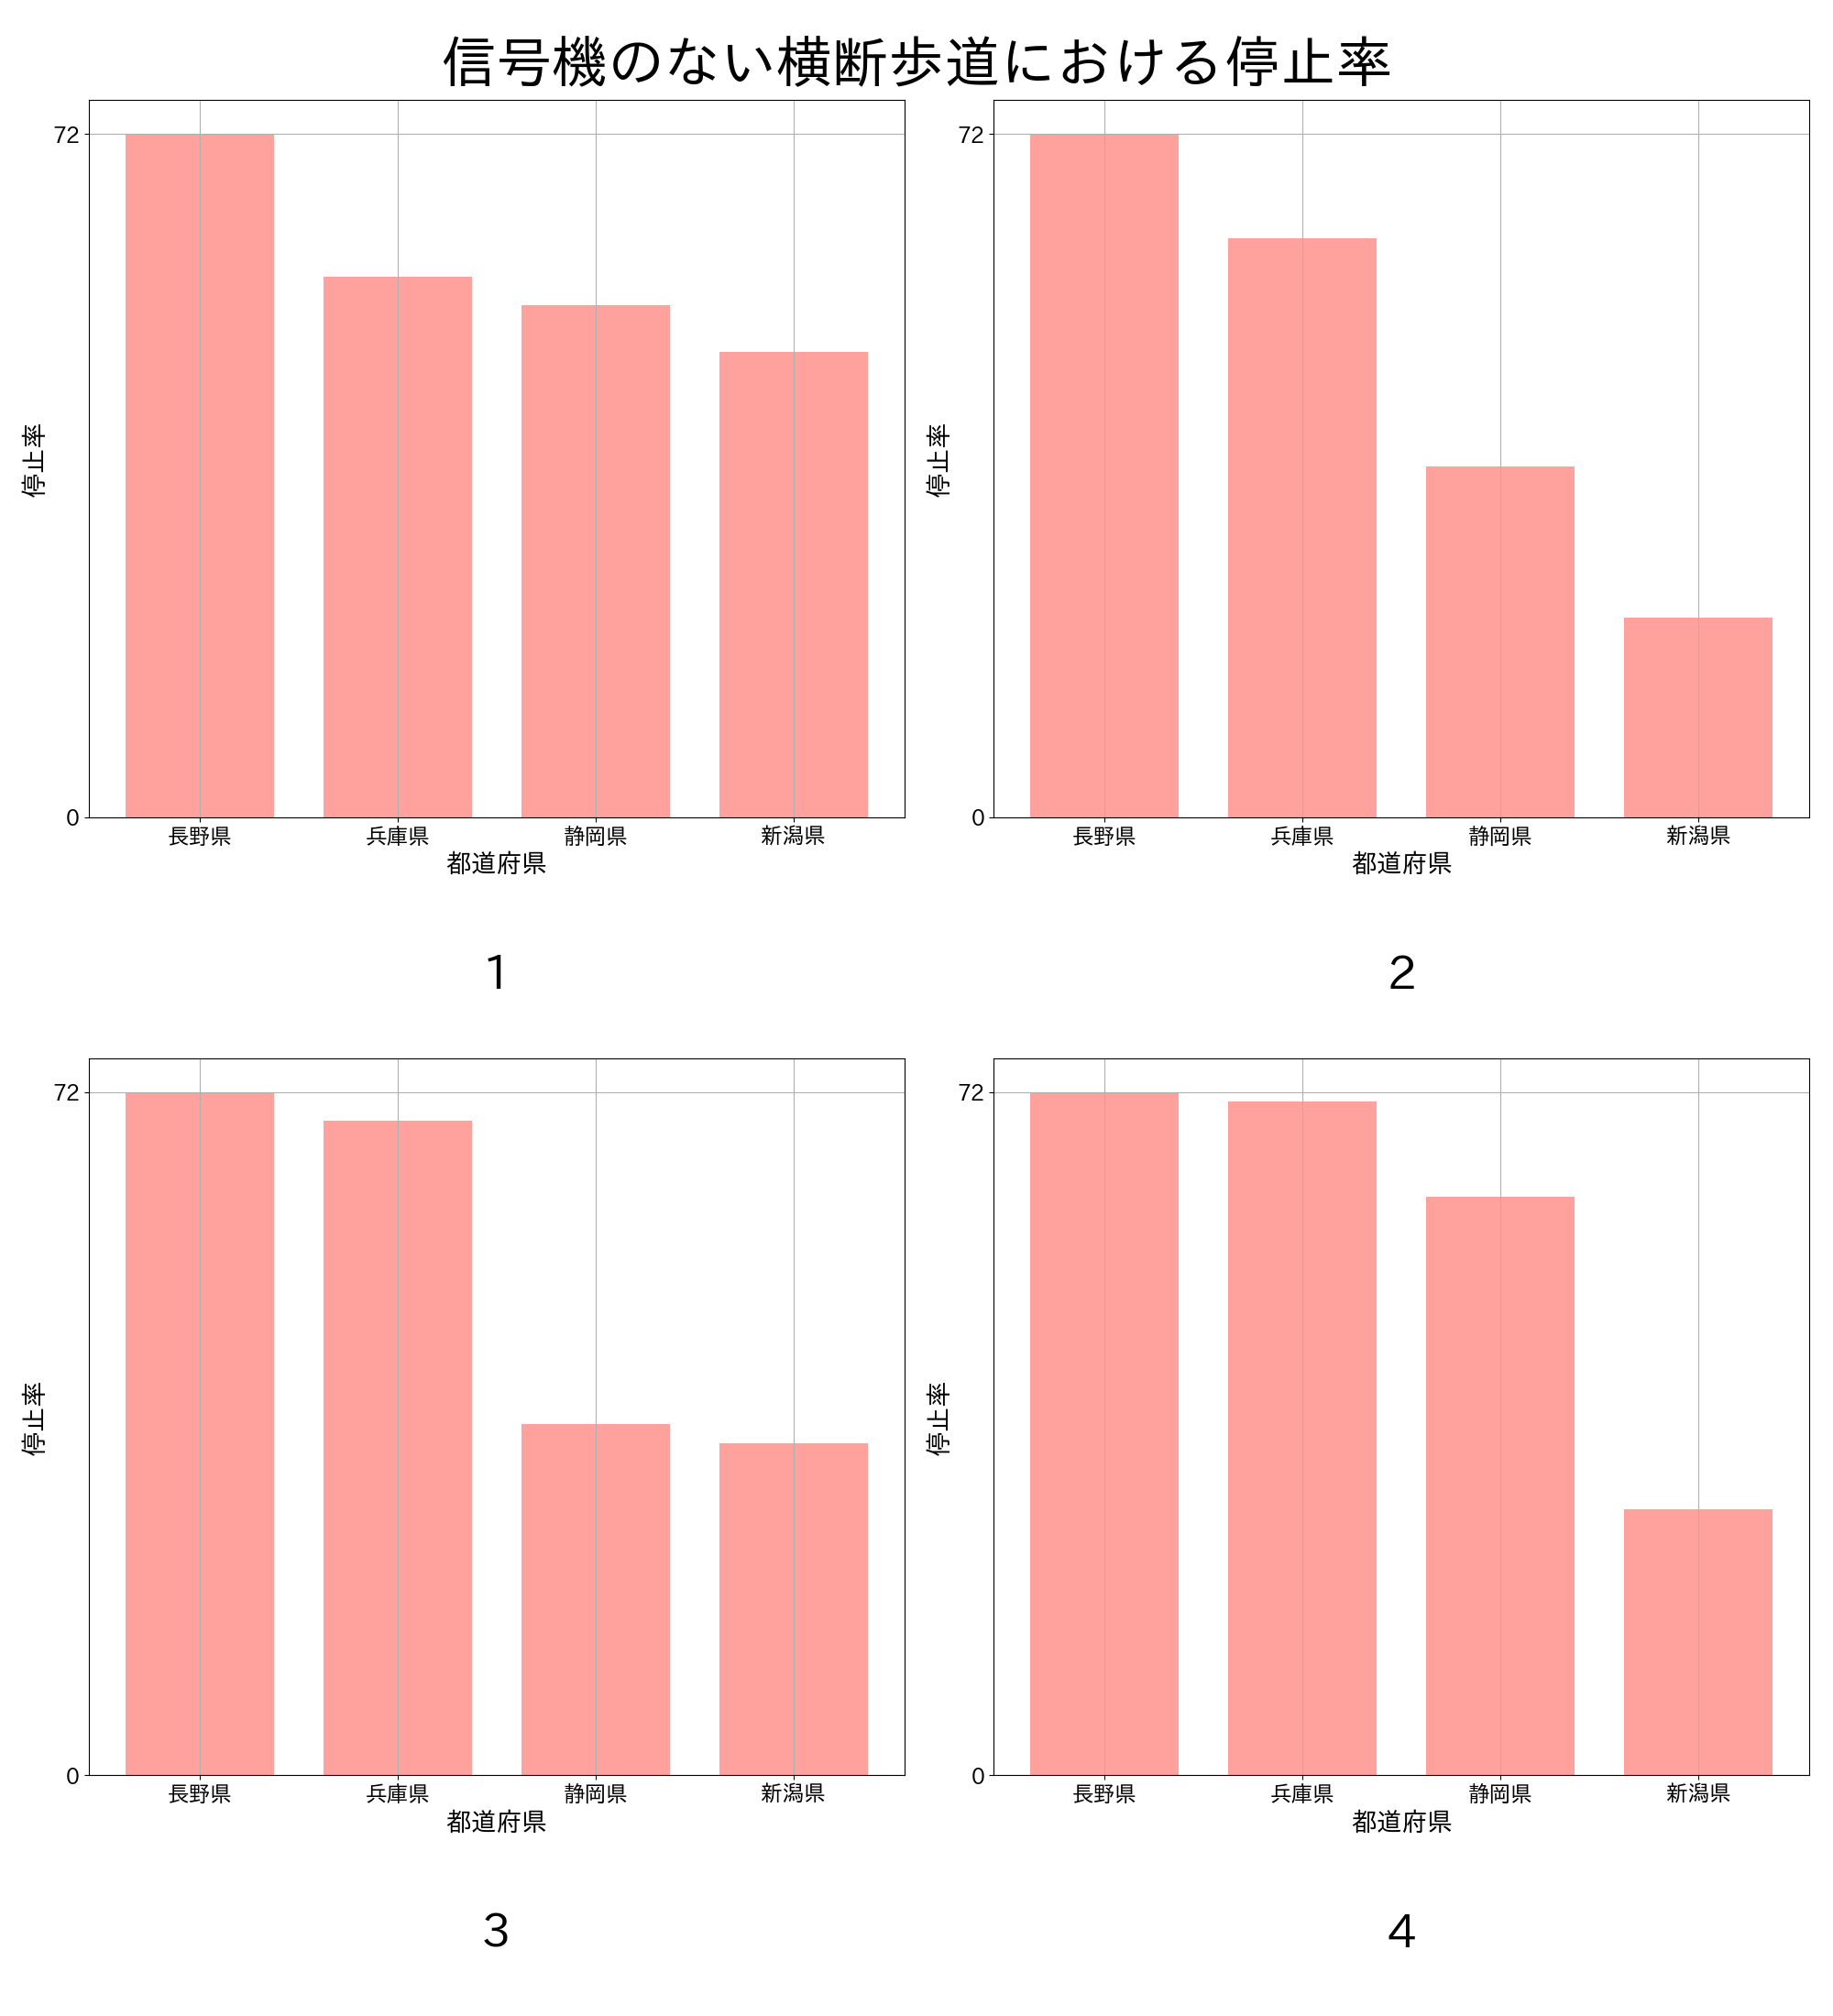 信号機のない横断歩道における停止率
72
停止率
0
長野県 兵庫県 静岡県 新潟県
都道府県
1
72
停止率
0
長野県 兵庫県 静岡県 新潟県
都道府県
2
72
停止率
0
長野県 兵庫県 静岡県 新潟県
都道府県
3
72
停止率
0
長野県 兵庫県 静岡県 新潟県
都道府県
4